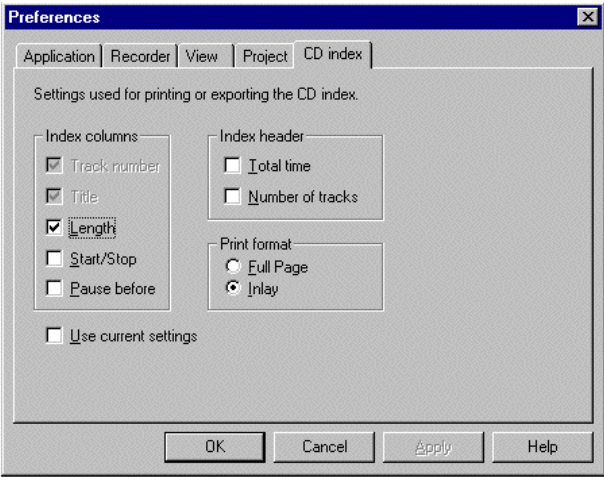 Preferences
Application Recorder View Project CD index
Settings used for printing or exporting the CD index.
Index columns
Track number
Title
Length
Start/Stop
Pause before
Index header
Total time
Number of tracks
Print format
Full Page
Inlay
Use current settings
OK Cancel Apply Help